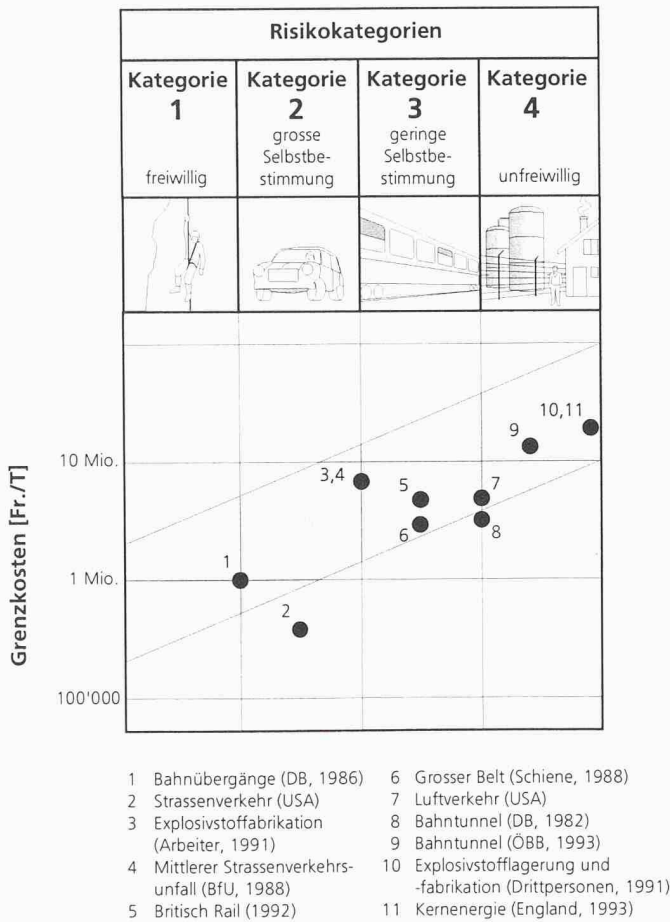 Risikokategorien
Kategorie
1
freiwillig
Kategorie
2
grosse
Selbstbe-
stimmung
Kategorie
3
geringe
Selbstbe-
stimmung
Kategorie
4
unfreiwillig
Grenzkosten [Fr./T]
10 Mio.
1 Mio.
100'000
1
2
3,4
5
6
7
8
9
10,11
1 Bahnübergänge (DB, 1986)
2 Strassenverkehr (USA)
3 Explosivstoffabrikation
(Arbeiter, 1991)
4 Mittlerer Strassenverkehrs-
unfall (BfU, 1988)
5 Britisch Rail (1992)
6 Grosser Belt (Schiene, 1988)
7 Luftverkehr (USA)
8 Bahntunnel (DB, 1982)
9 Bahntunnel (ÖBB, 1993)
10 Explosivstofflagerung und
-fabrikation (Drittpersonen, 1991)
11 Kernenergie (England, 1993)